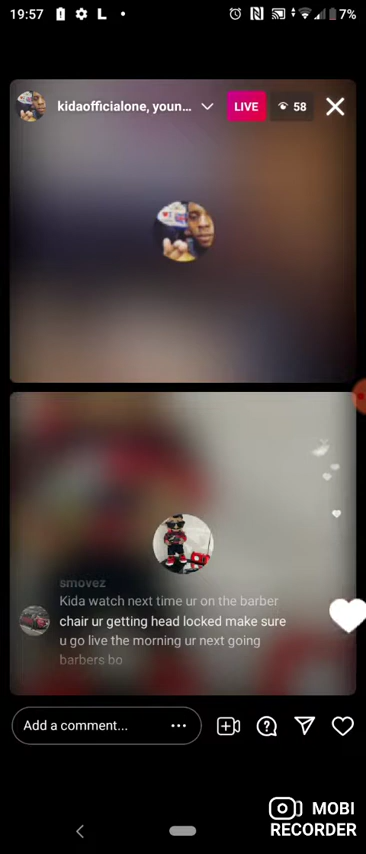 19:57 L 7%
kidaofficialone, youn... LIVE 58
smovez
Kida watch next time ur on the barber
chair ur getting head locked make sure
u go live the morning ur next going
barbers bo
Add a comment...
MOBI
RECORDER